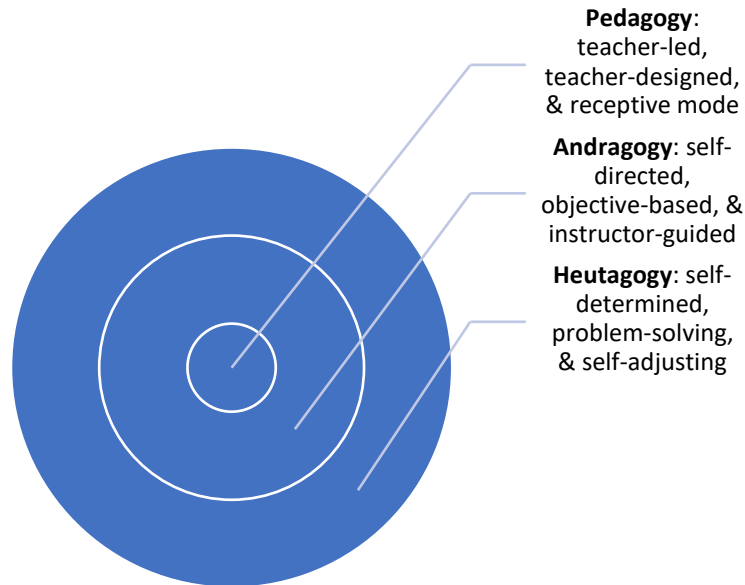 Pedagogy:
teacher-led,
teacher-designed,
& receptive mode
Andragogy: self-
directed,
objective-based, &
instructor-guided
Heutagogy: self-
determined,
problem-solving,
& self-adjusting